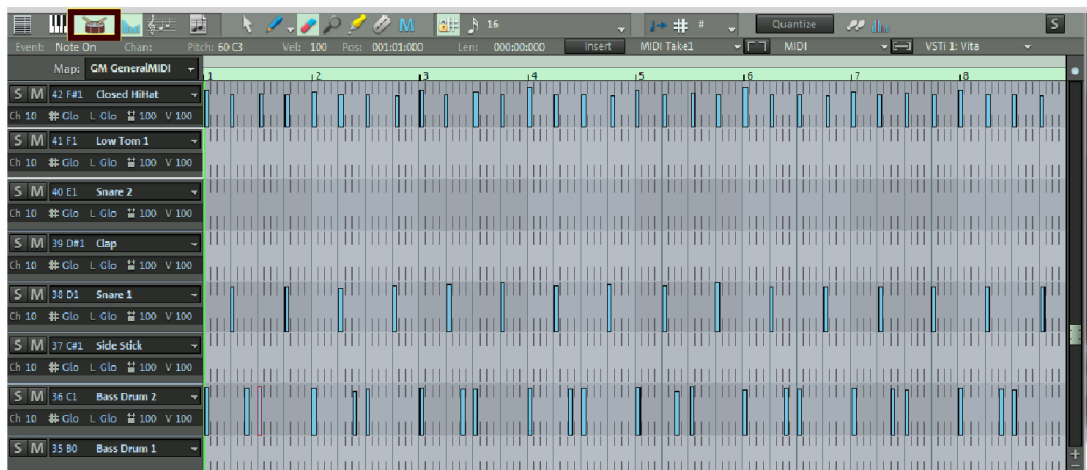 M 16 # Quantize S
Event: Note On Chan: Pitch: 60 C3 Vel: 100 Pos: 001:01:000 Len: 000:00:000 Insert MIDI Take1 MIDI VSTi 1: Vita
Map: GM GeneralMIDI 1 2 3 4 5 6 7 8
S M 42 F#1 Closed HiHat
Ch 10 Glo L Glo 100 V 100
S M 41 F1 Low Tom 1
Ch 10 Glo L Glo 100 V 100
S M 40 E1 Snare 2
Ch 10 Glo L Glo 100 V 100
S M 39 D#1 Clap
Ch 10 Glo L Glo 100 V 100
S M 38 D1 Snare 1
Ch 10 Glo L Glo 100 V 100
S M 37 C#1 Side Stick
Ch 10 Glo L Glo 100 V 100
S M 36 C1 Bass Drum 2
Ch 10 Glo L Glo 100 V 100
S M 35 B0 Bass Drum 1